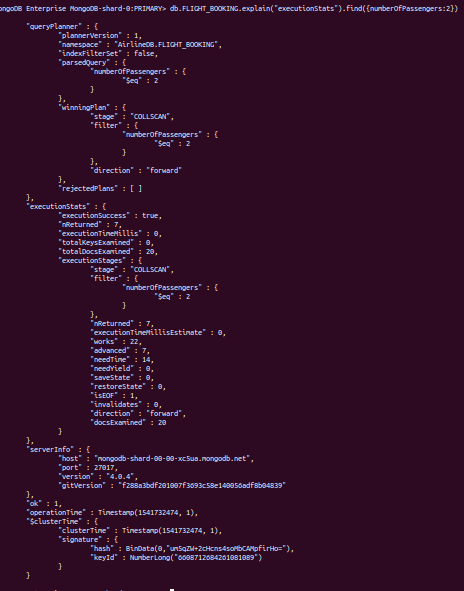 ongoDB Enterprise MongoDB-shard-0:PRIMARY> db.FLIGHT_BOOKING.explain("executionStats").find({numberOfPassengers:2})
"queryPlanner" : {
"plannerVersion" : 1,
"namespace" : "AirlineDB.FLIGHT_BOOKING",
"indexFilterSet" : false,
"parsedQuery" : {
"numberOfPassengers" : {
"$eq" : 2
}
},
"winningPlan" : {
"stage" : "COLLSCAN",
"filter" : {
"numberOfPassengers" : {
"$eq" : 2
}
},
"direction" : "forward"
},
"rejectedPlans" : [ ]
},
"executionStats" : {
"executionSuccess" : true,
"nReturned" : 7,
"executionTimeMillis" : 0,
"totalKeysExamined" : 0,
"totalDocsExamined" : 20,
"executionStages" : {
"stage" : "COLLSCAN",
"filter" : {
"numberOfPassengers" : {
"$eq" : 2
}
},
"nReturned" : 7,
"executionTimeMillisEstimate" : 0,
"works" : 22,
"advanced" : 7,
"needTime" : 14,
"needYield" : 0,
"saveState" : 0,
"restoreState" : 0,
"isEOF" : 1,
"invalidates" : 0,
"direction" : "forward",
"docsExamined" : 20
}
},
"serverInfo" : {
"host" : "mongodb-shard-00-00-xc5ua.mongodb.net",
"port" : 27017,
"version" : "4.0.4",
"gitVersion" : "f288a3bdf201007f3693c58e140056adf8b04839"
},
"ok" : 1,
"operationTime" : Timestamp(1541732474, 1),
"$clusterTime" : {
"clusterTime" : Timestamp(1541732474, 1),
"signature" : {
"hash" : BinData(0,"um5qZW+2cHcns4soMbCAMpfirHo="),
"keyId" : NumberLong("6608712684261081089")
}
}